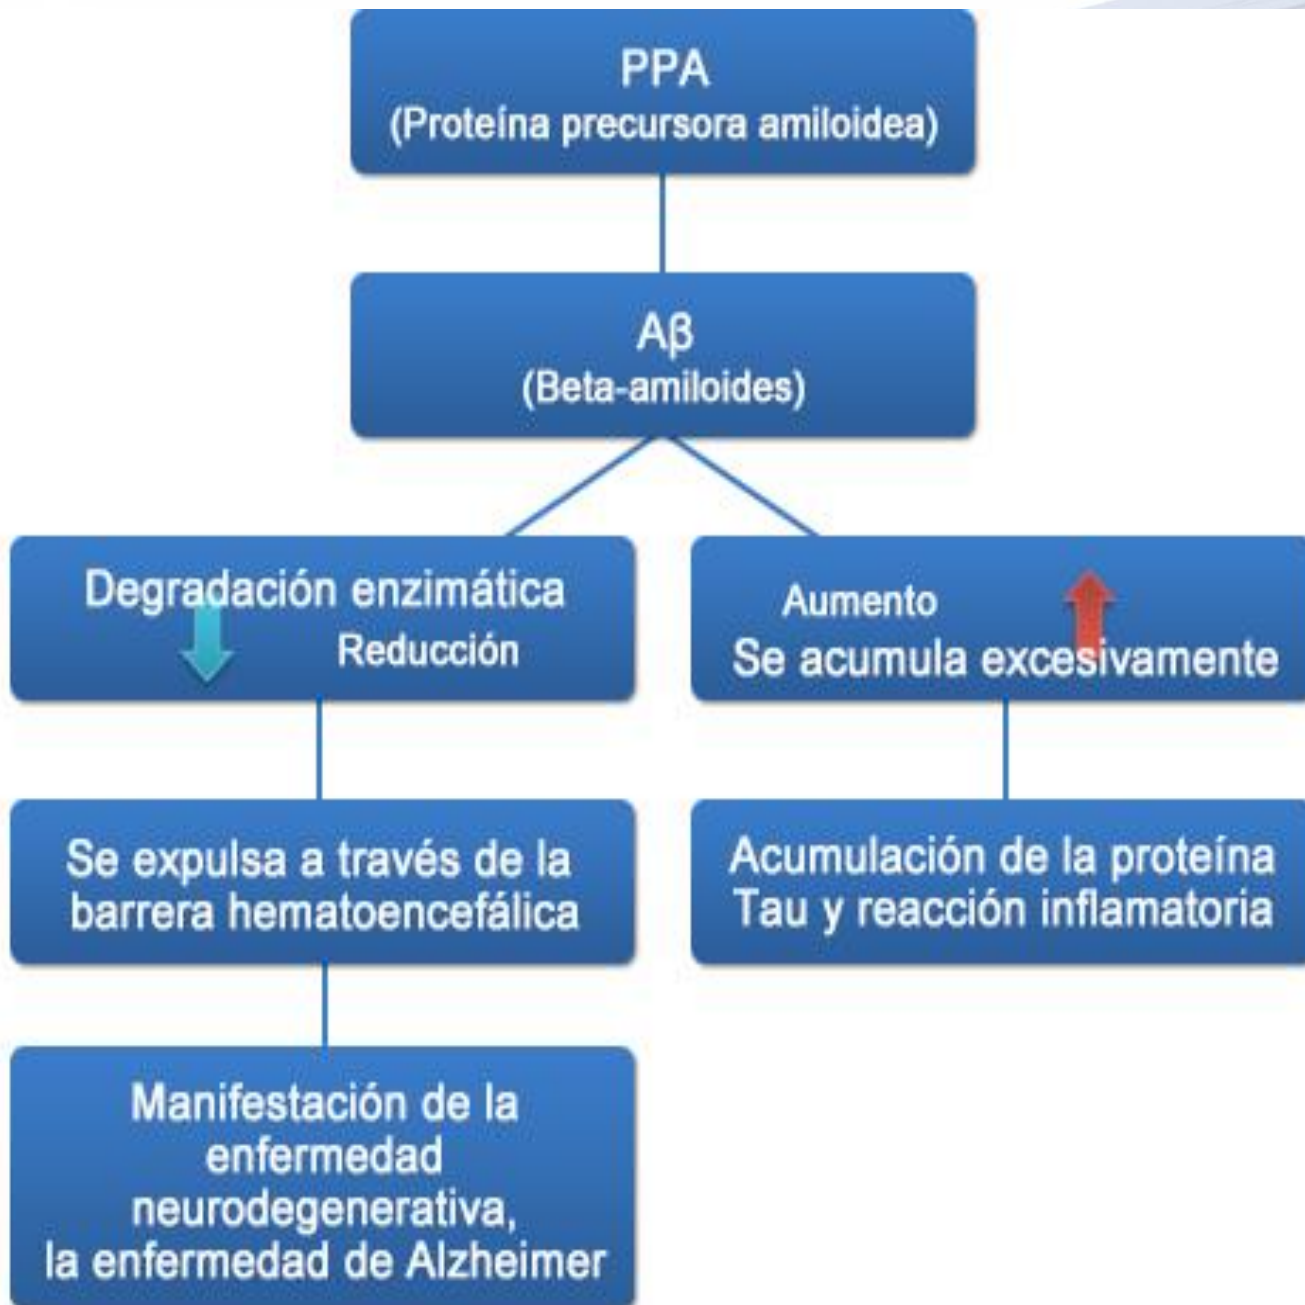 PPA
(Proteína precursora amiloidea)
Aβ
(Beta-amiloides)
Degradación enzimática
Reducción
Aumento
Se acumula excesivamente
Se expulsa a través de la
barrera hematoencefálica
Acumulación de la proteína
Tau y reacción inflamatoria
Manifestación de la
enfermedad
neurodegenerativa,
la enfermedad de Alzheimer